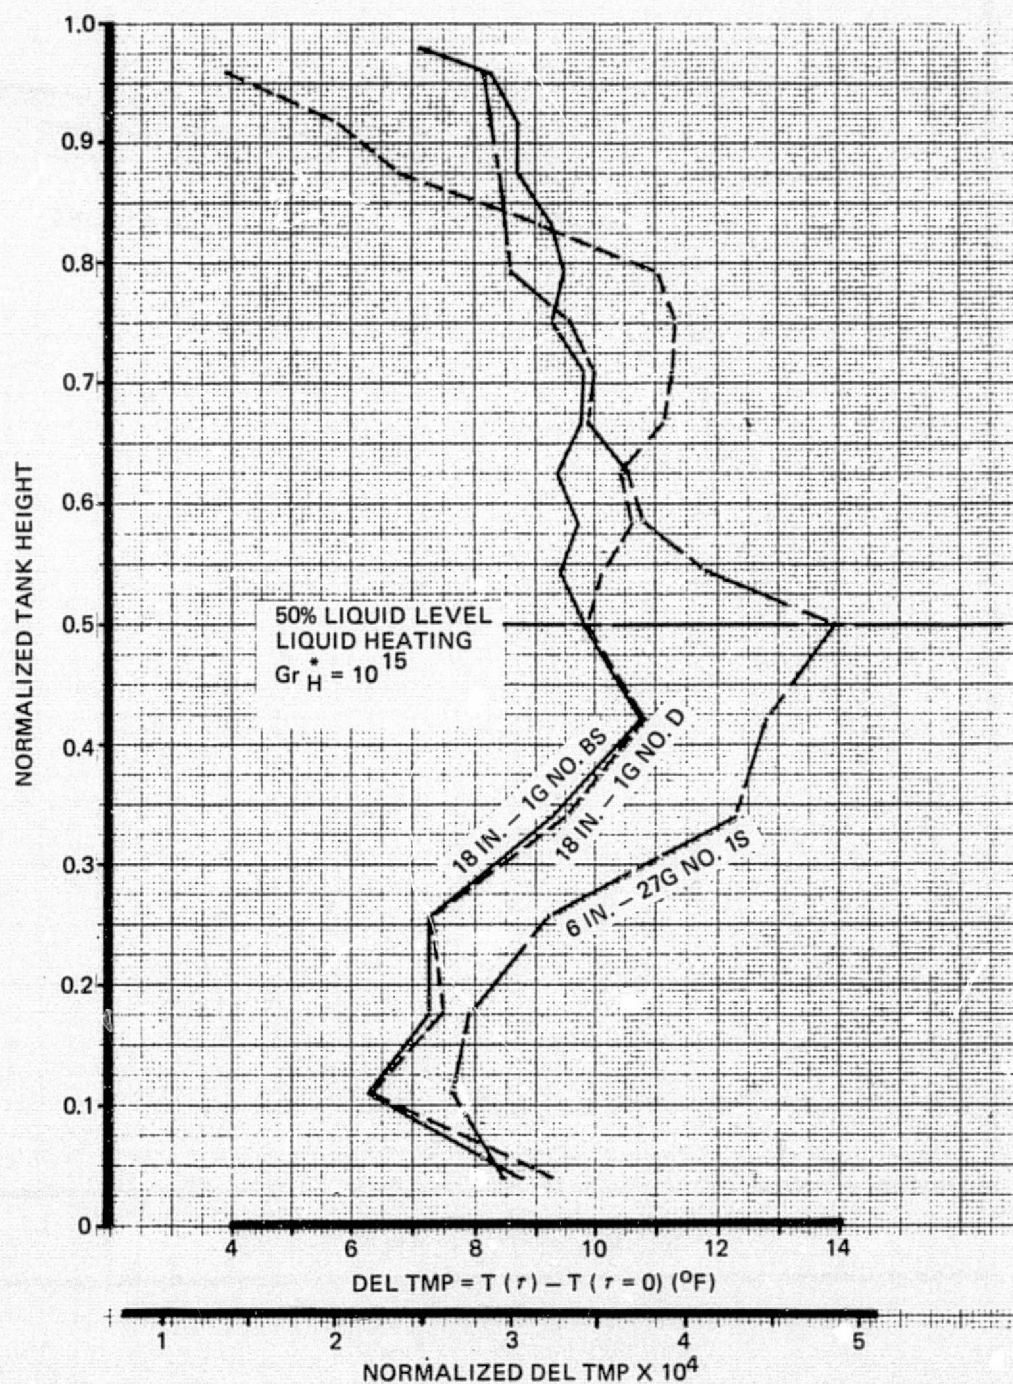 1.0
0.9
0.8
0.7
0.6
0.5
0.4
0.3
0.2
0.1
0
NORMALIZED TANK HEIGHT
50% LIQUID LEVEL
LIQUID HEATING
Gr*H = 10^15
18 IN. – 1G NO. BS
18 IN. – 1G NO. D
6 IN. – 27G NO. 1S
4 6 8 10 12 14
DEL TMP = T (τ) – T (τ = 0) (°F)
1 2 3 4 5
NORMALIZED DEL TMP X 10^4